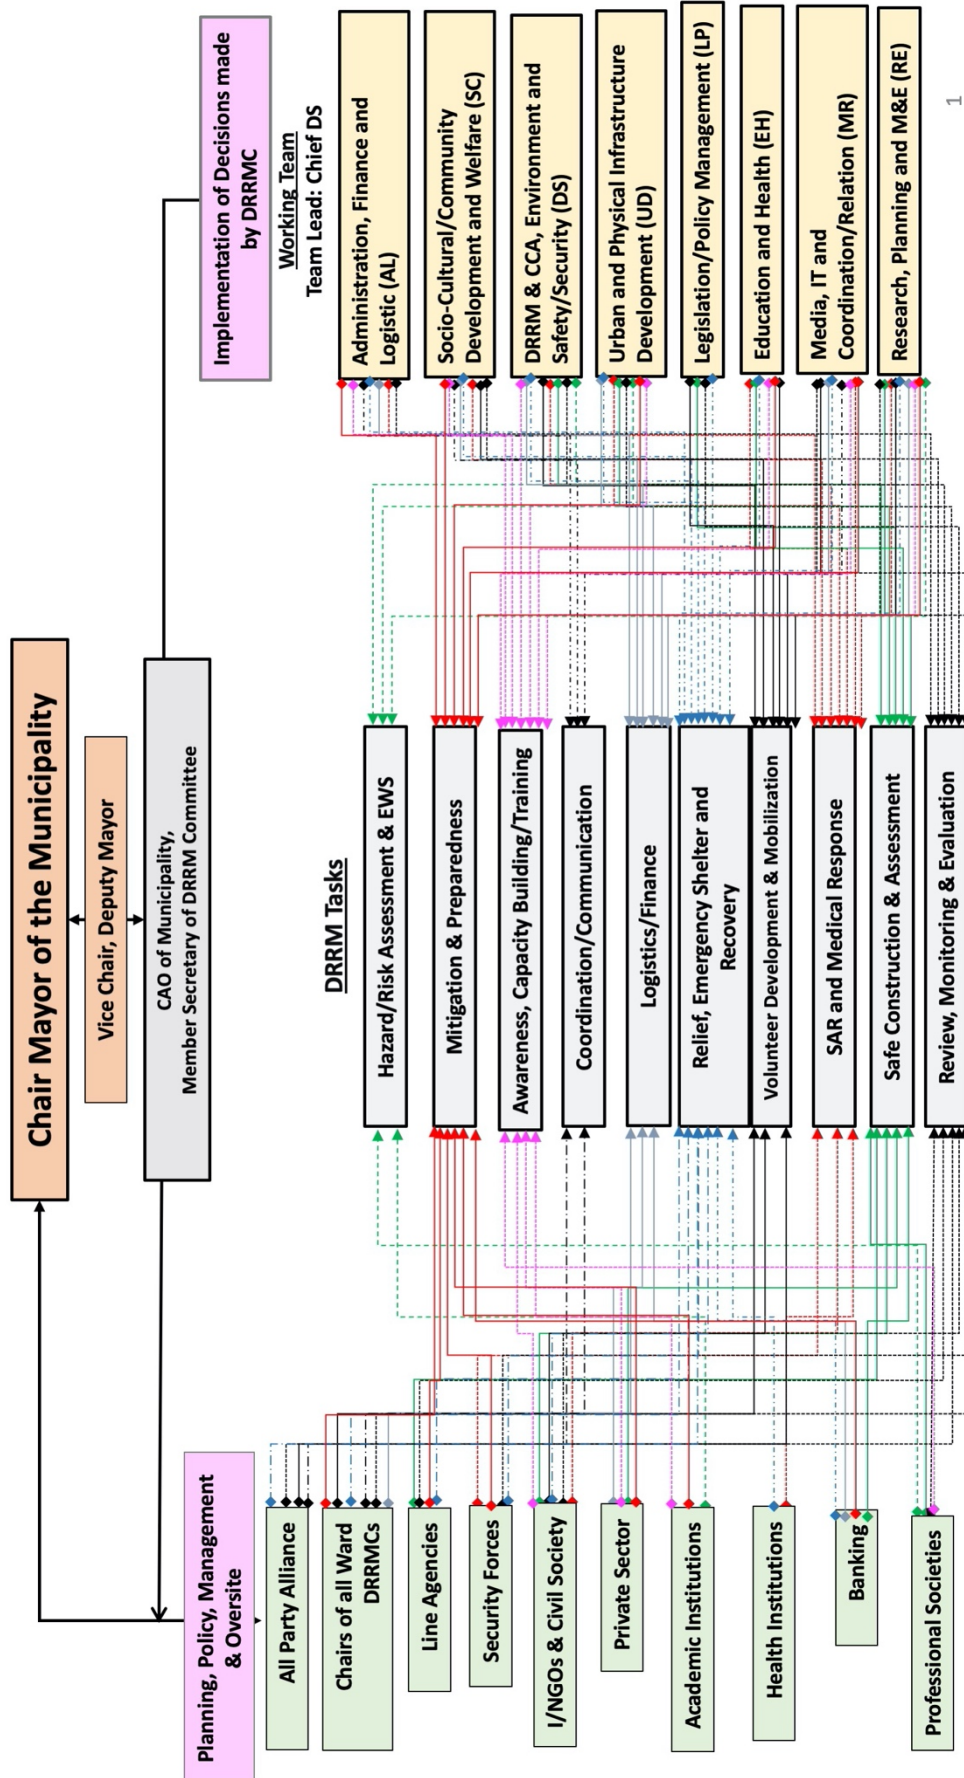 Chair Mayor of the Municipality
Vice Chair, Deputy Mayor
CAO of Municipality,
Member Secretary of DRRM Committee
Planning, Policy, Management
& Oversite
All Party Alliance
Chairs of all Ward
DRRMCs
Line Agencies
Security Forces
I/NGOs & Civil Society
Private Sector
Academic Institutions
Health Institutions
Banking
Professional Societies
DRRM Tasks
Hazard/Risk Assessment & EWS
Mitigation & Preparedness
Awareness, Capacity Building/Training
Coordination/Communication
Logistics/Finance
Relief, Emergency Shelter and
Recovery
Volunteer Development & Mobilization
SAR and Medical Response
Safe Construction & Assessment
Review, Monitoring & Evaluation
Implementation of Decisions made
by DRRMC
Working Team
Team Lead: Chief DS
Administration, Finance and
Logistic (AL)
Socio-Cultural/Community
Development and Welfare (SC)
DRRM & CCA, Environment and
Safety/Security (DS)
Urban and Physical Infrastructure
Development (UD)
Legislation/Policy Management (LP)
Education and Health (EH)
Media, IT and
Coordination/Relation (MR)
Research, Planning and M&E (RE)
1